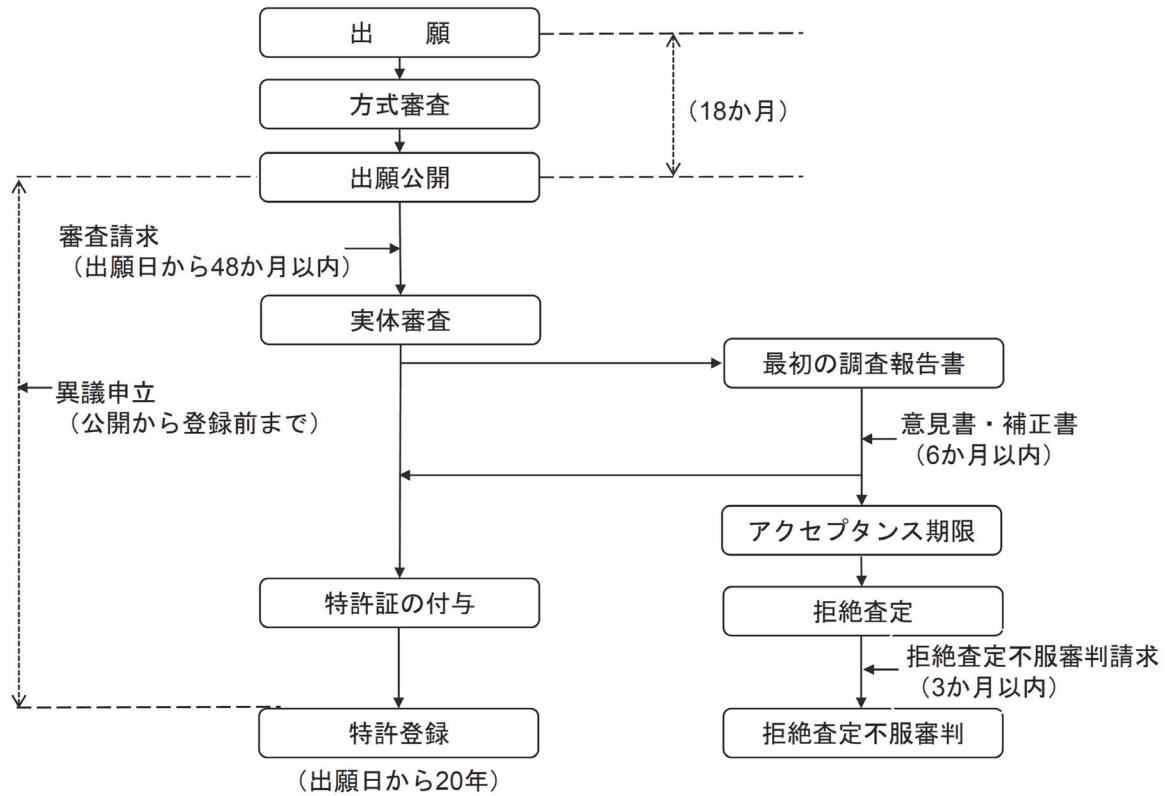 出　　願
(18か月)
方式審査
出願公開
審査請求
(出願日から48か月以内)
実体審査
最初の調査報告書
異議申立
(公開から登録前まで)
意見書・補正書
(6か月以内)
アクセプタンス期限
特許証の付与
拒絶査定
拒絶査定不服審判請求
(3か月以内)
特許登録
拒絶査定不服審判
(出願日から20年)